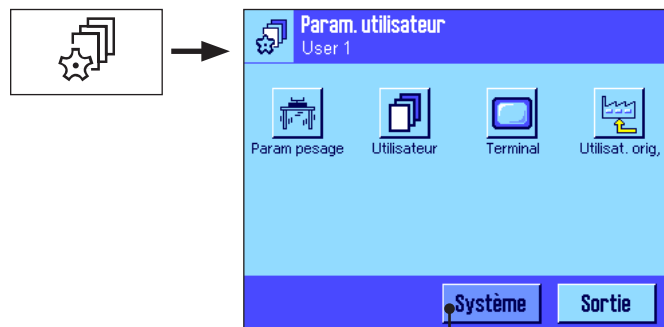 Param. utilisateur
User 1
Param pesage Utilisateur Terminal Utilisat. orig,
Système Sortie